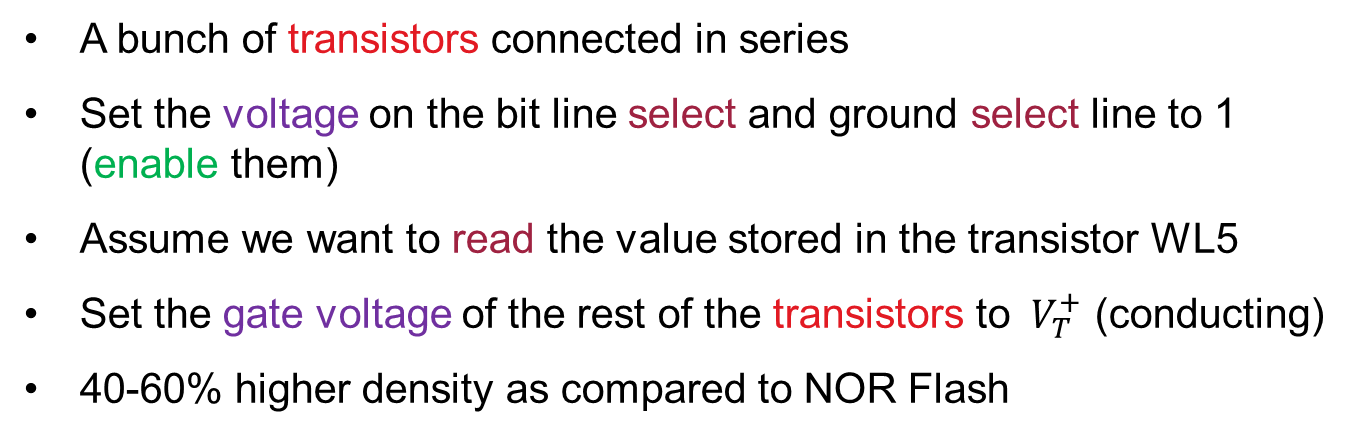 • A bunch of transistors connected in series
• Set the voltage on the bit line select and ground select line to 1
(enable them)
• Assume we want to read the value stored in the transistor WL5
• Set the gate voltage of the rest of the transistors to V_T^+ (conducting)
• 40-60% higher density as compared to NOR Flash